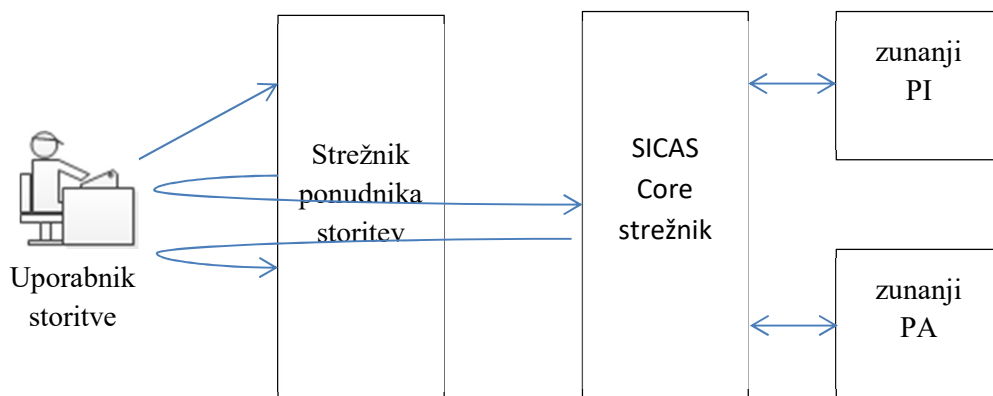 Uporabnik
storitve
Strežnik
ponudnika
storitev
SICAS
Core
strežnik
zunanji
PI
zunanji
PA